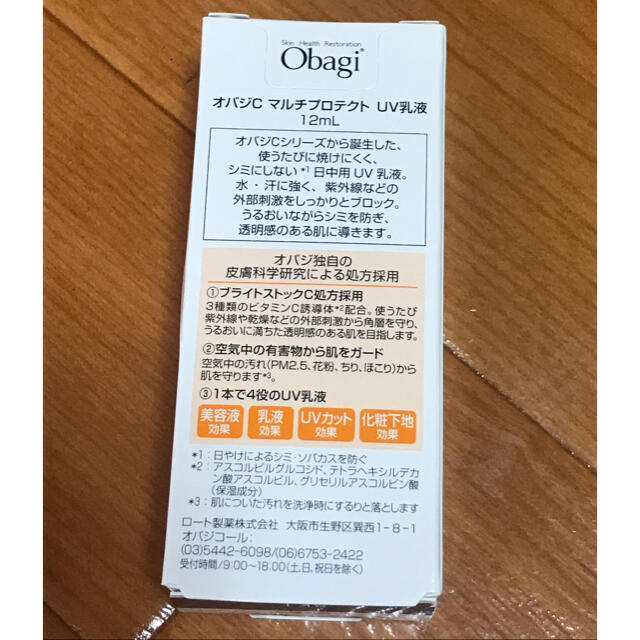 Skin Health Restoration
Obagi®
オバジC マルチプロテクト UV乳液
12mL
オバジCシリーズから誕生した、
使うたびに焼けにくく、
シミにしない*1 日中用 UV 乳液。
水・汗に強く、紫外線などの
外部刺激をしっかりとブロック。
うるおいながらシミを防ぎ、
透明感のある肌に導きます。
オバジ独自の
皮膚科学研究による処方採用
①ブライトストックC処方採用
3種類のビタミンC誘導体*2配合。使うたび
紫外線や乾燥などの外部刺激から角層を守り、
うるおいに満ちた透明感のある肌を目指します。
②空気中の有害物から肌をガード
空気中の汚れ(PM2.5、花粉、ちり、ほこり)から
肌を守ります*3。
③1本で4役のUV乳液
美容液 乳液 UVカット 化粧下地
効果 効果 効果 効果
*1:日やけによるシミ・ソバカスを防ぐ
*2:アスコルビルグルコシド、テトラヘキシルデカ
ン酸アスコルビル、グリセリルアスコルビン酸
(保湿成分)
*3:肌についた汚れを洗浄時にするりと落とします
ロート製薬株式会社 大阪市生野区巽西1-8-1
オバジコール:
(03)5442-6098/(06)6753-2422
受付時間/9:00~18:00(土、日、祝日を除く)